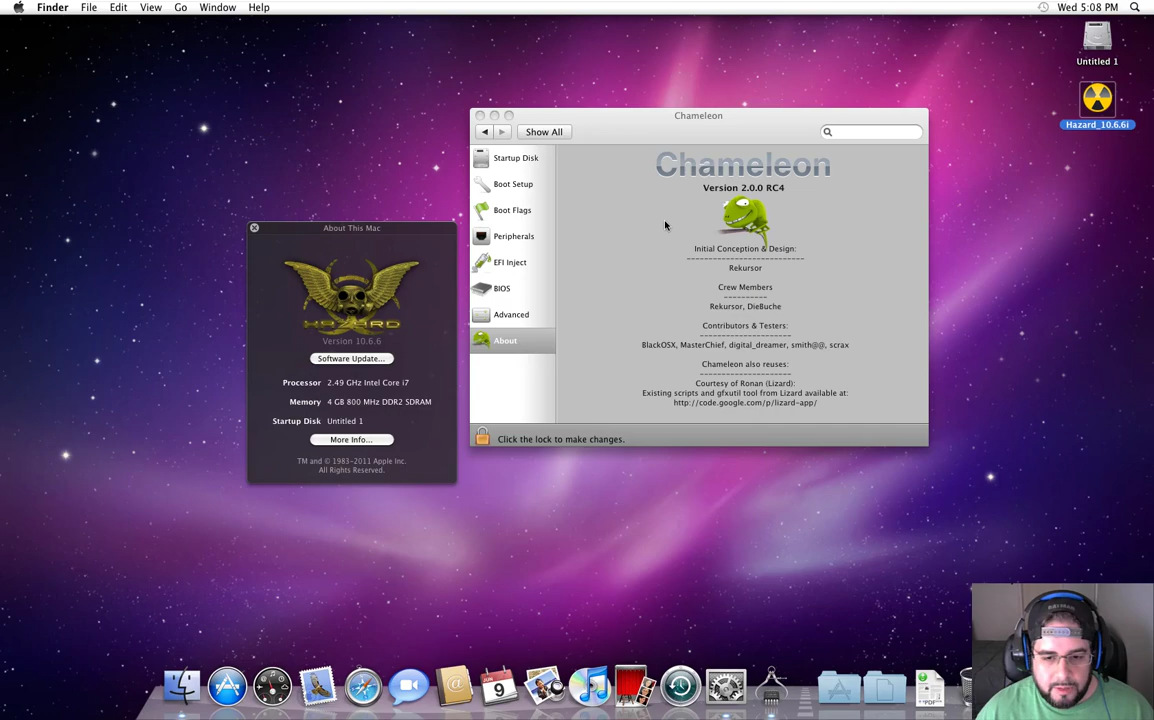 Finder File Edit View Go Window Help
Wed 5:08 PM
Untitled 1
Hazard_10.6.6i
Chameleon
Show All
Startup Disk
Boot Setup
Boot Flags
Peripherals
EFI Inject
BIOS
Advanced
About
Chameleon
Version 2.0.0 RC4
Initial Conception & Design:
---------------------------
Rekursor
Crew Members
----------
Rekursor, DieBuche
Contributors & Testers:
---------------------
BlackOSX, MasterChief, digital_dreamer, smith@@, scrax
Chameleon also reuses:
---------------------
Courtesy of Ronan (Lizard):
Existing scripts and gfxutil tool from Lizard available at:
http://code.google.com/p/lizard-app/
Click the lock to make changes.
About This Mac
HAZARD
Version 10.6.6
Software Update...
Processor 2.49 GHz Intel Core i7
Memory 4 GB 800 MHz DDR2 SDRAM
Startup Disk Untitled 1
More Info...
TM and © 1983-2011 Apple Inc.
All Rights Reserved.
JUN
9
PDF